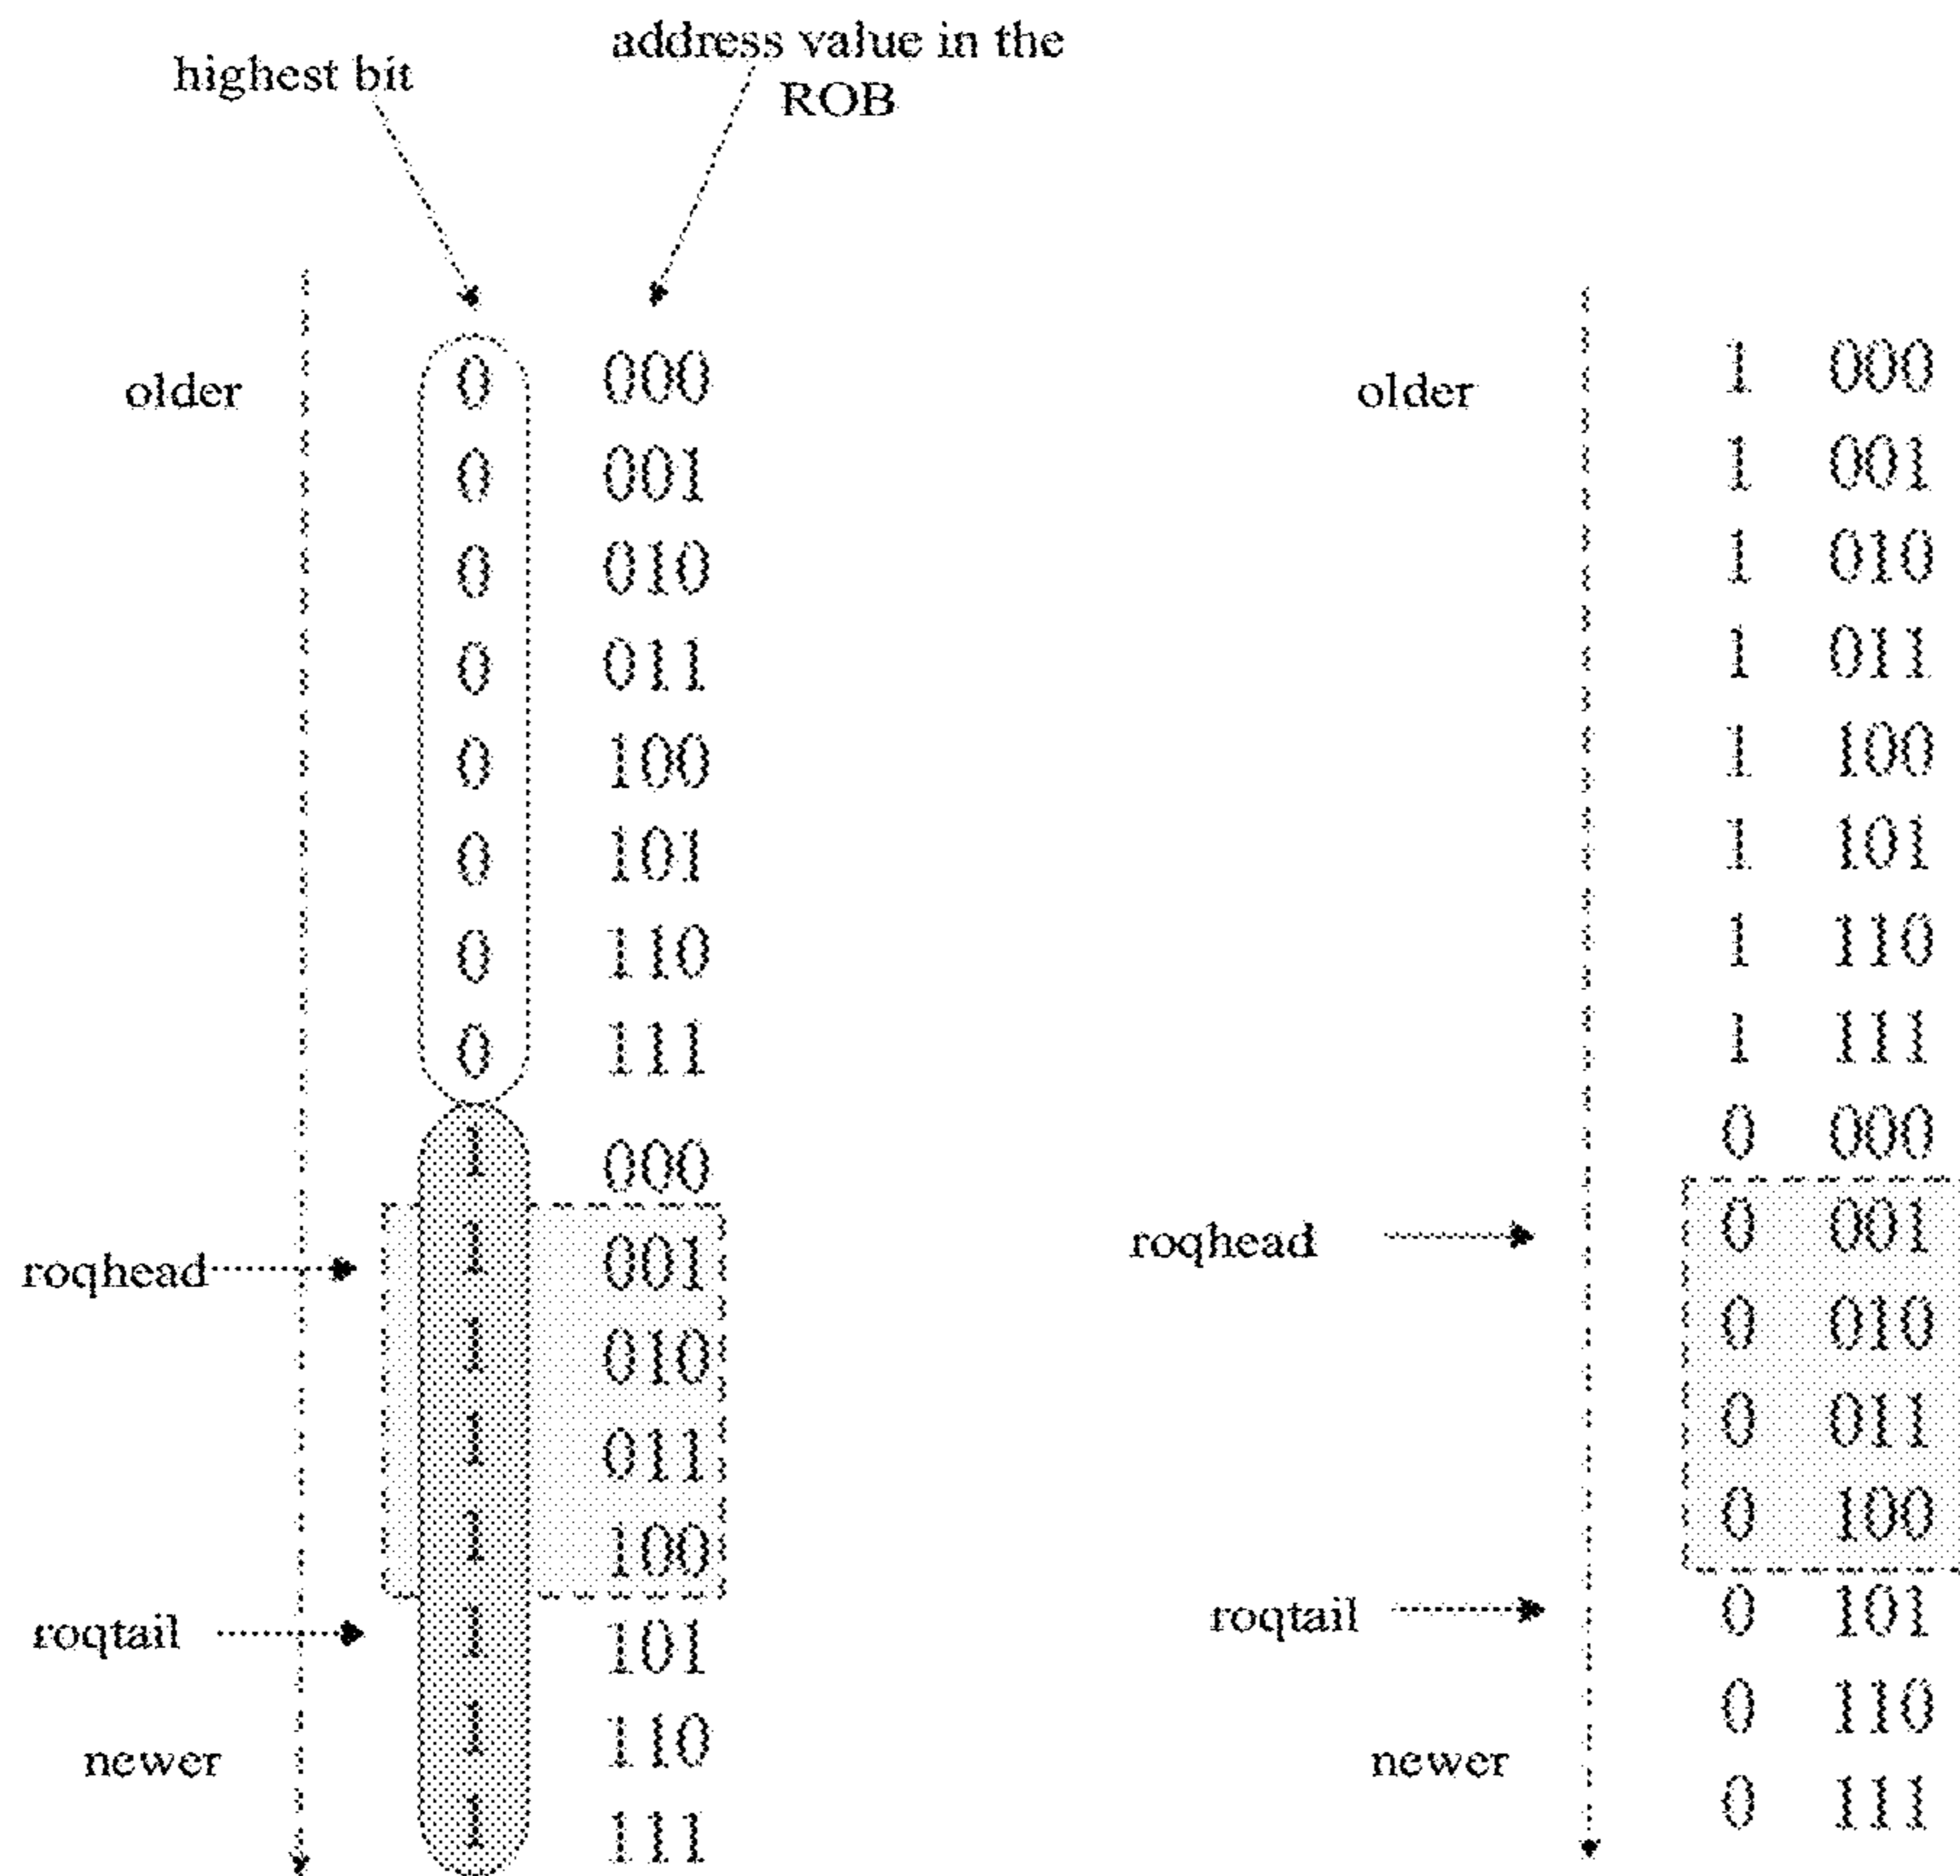 highest bit
address value in the
ROB
older
0 000
0 001
0 010
0 011
0 100
0 101
0 110
0 111
1 000
roqhead 1 001
1 010
1 011
1 100
roqtail 1 101
newer 1 110
1 111
older
1 000
1 001
1 010
1 011
1 100
1 101
1 110
1 111
0 000
roqhead 0 001
0 010
0 011
0 100
roqtail 0 101
newer 0 110
0 111